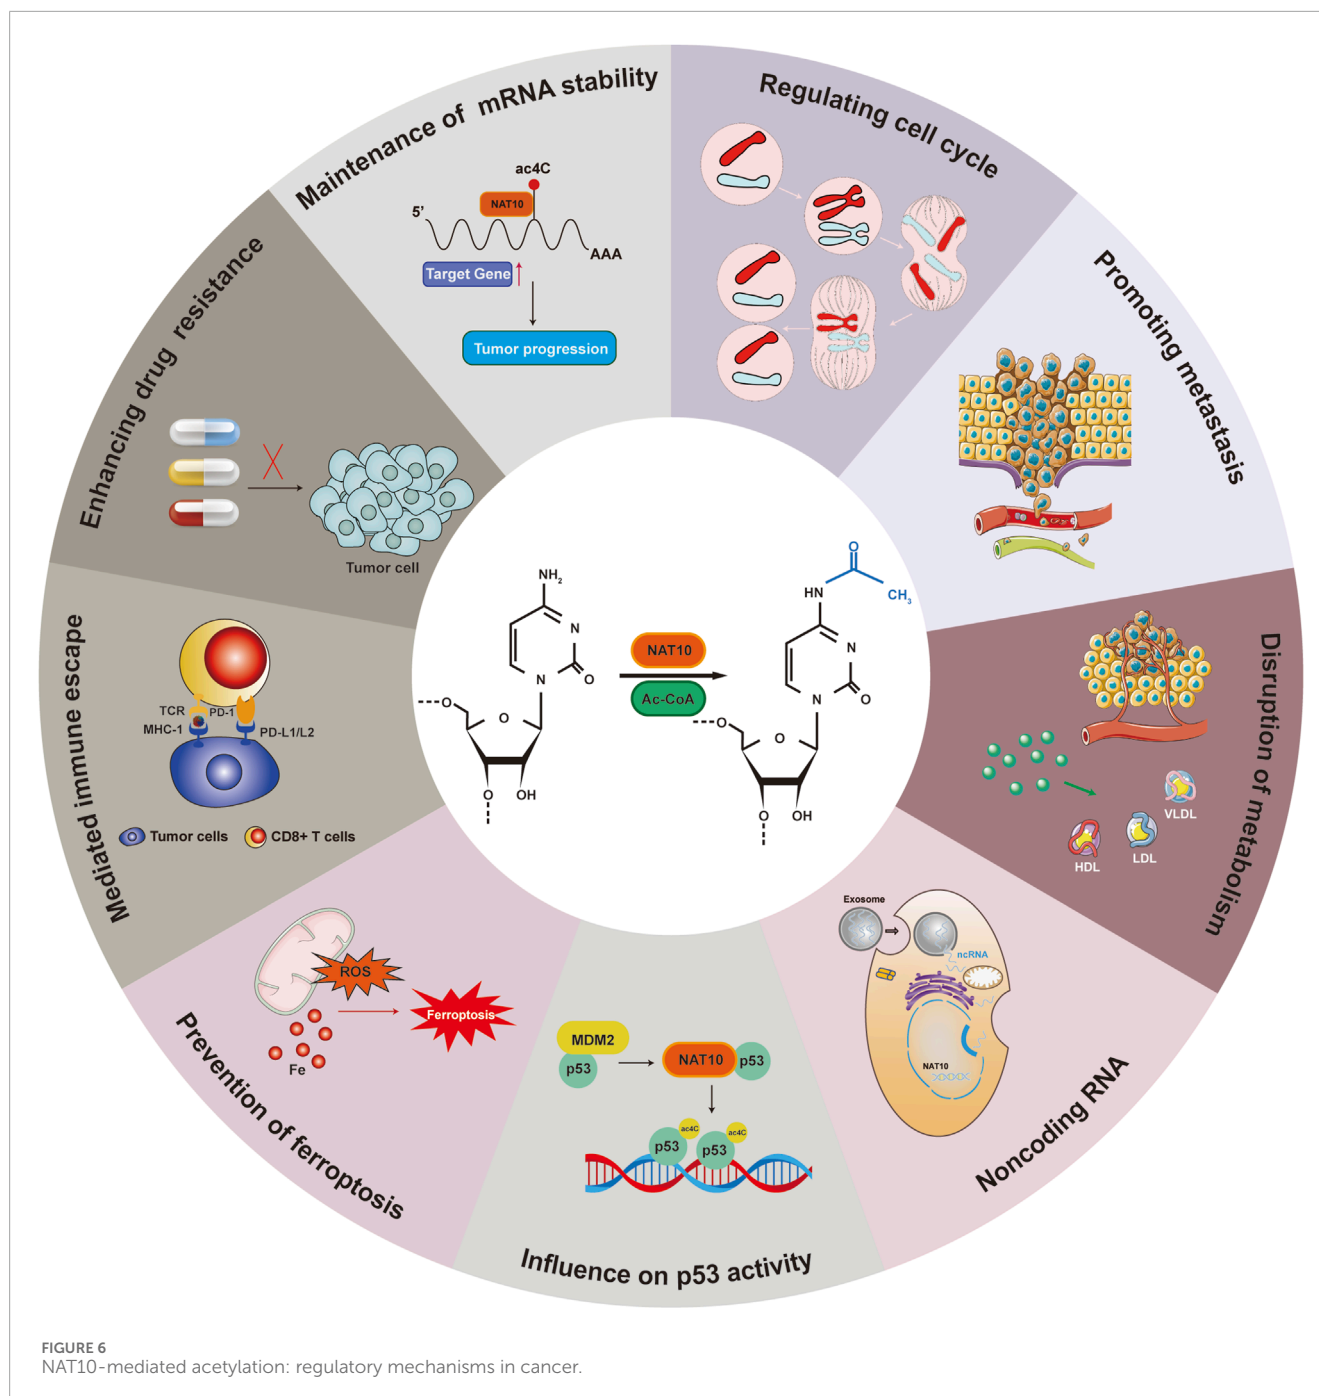 Maintenance of mRNA stability
ac4C
NAT10
5’
AAA
Target Gene
Tumor progression
Regulating cell cycle
Promoting metastasis
Disruption of metabolism
VLDL
LDL
HDL
Noncoding RNA
Exosome
ncRNA
NAT10
Influence on p53 activity
MDM2
p53
NAT10
p53
ac4C
p53
ac4C
p53
Prevention of ferroptosis
ROS
Ferroptosis
Fe
Mediated immune escape
TCR
PD-1
MHC-1
PD-L1/L2
Tumor cells
CD8+ T cells
Enhancing drug resistance
Tumor cell
NH₂
N
N
O
O
O
O
OH
NAT10
Ac-CoA
O
CH₃
HN
N
N
O
O
O
O
OH
FIGURE 6
NAT10-mediated acetylation: regulatory mechanisms in cancer.